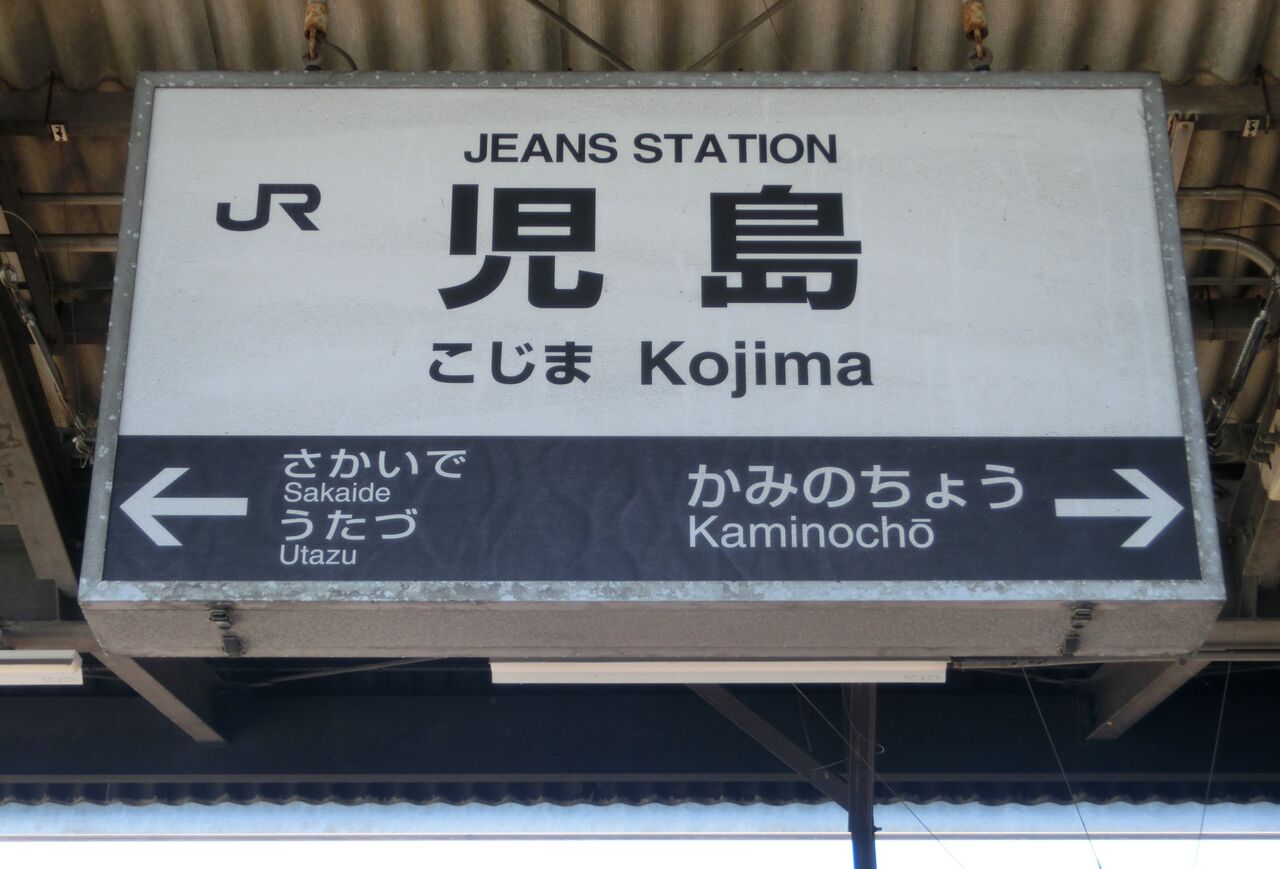 JEANS STATION
JR
児島
こじま Kojima
さかいで
Sakaide
うたづ
Utazu
かみのちょう
Kaminochō